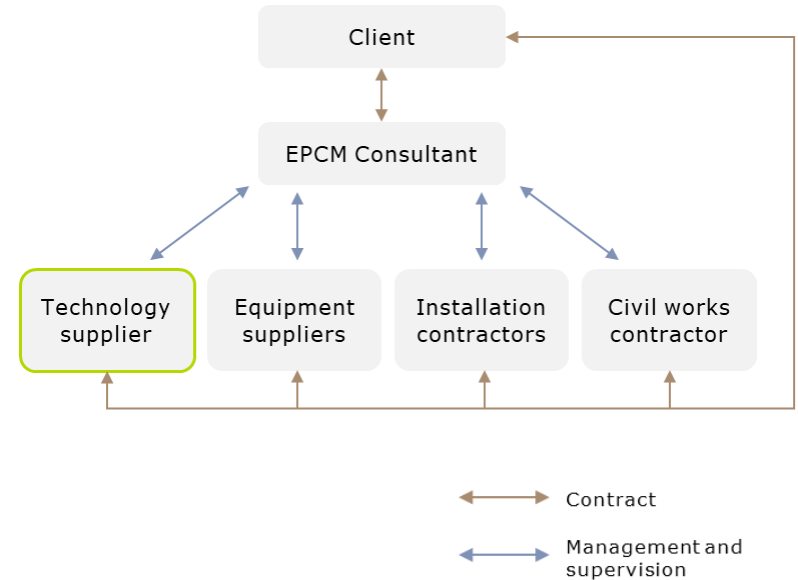 Client
EPCM Consultant
Technology
supplier
Equipment
suppliers
Installation
contractors
Civil works
contractor
Contract
Management and
supervision